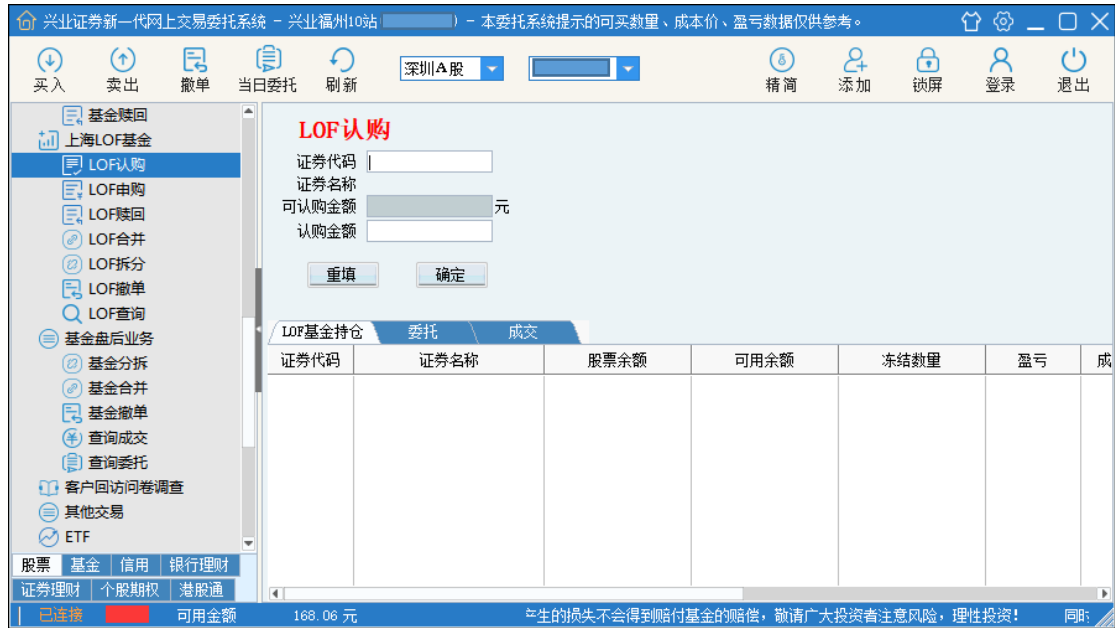 兴业证券新一代网上交易委托系统 - 兴业福州10站( ) - 本委托系统提示的可买数量、成本价、盈亏数据仅供参考。
买入 卖出 撤单 当日委托 刷新 深圳A股 精简 添加 锁屏 登录 退出
基金赎回
上海LOF基金
LOF认购
LOF申购
LOF赎回
LOF合并
LOF拆分
LOF撤单
LOF查询
基金盘后业务
基金分拆
基金合并
基金撤单
查询成交
查询委托
客户回访问卷调查
其他交易
ETF
股票 基金 信用 银行理财
证券理财 个股期权 港股通
LOF认购
证券代码
证券名称
可认购金额 元
认购金额
重填 确定
LOF基金持仓 委托 成交
证券代码 证券名称 股票余额 可用余额 冻结数量 盈亏 成
已连接 可用金额 168.06 元 生的损失不会得到赔付基金的赔偿，敬请广大投资者注意风险，理性投资! 同时